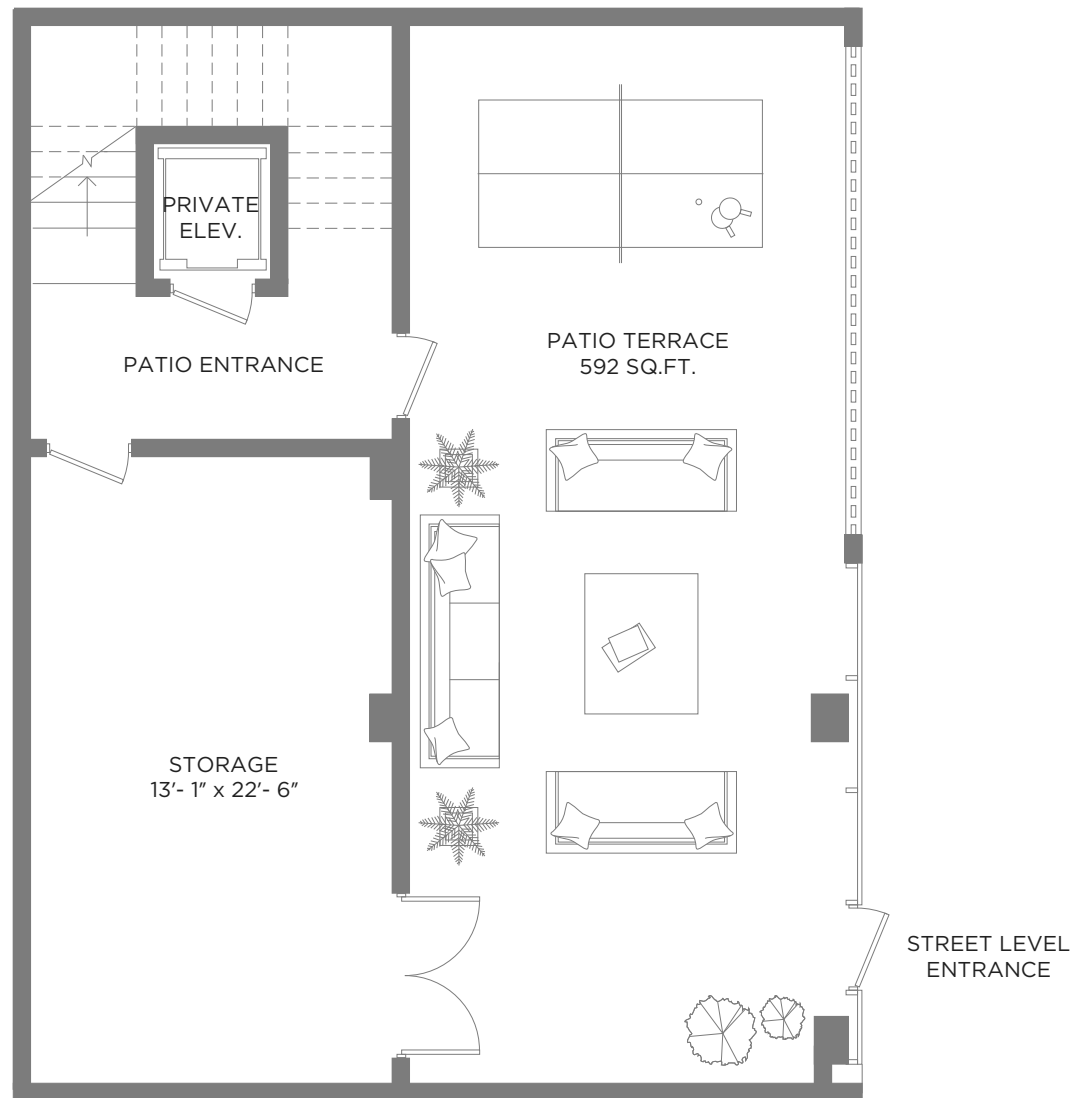 PRIVATE
ELEV.
PATIO ENTRANCE
PATIO TERRACE
592 SQ.FT.
STORAGE
13'- 1" x 22'- 6"
STREET LEVEL
ENTRANCE